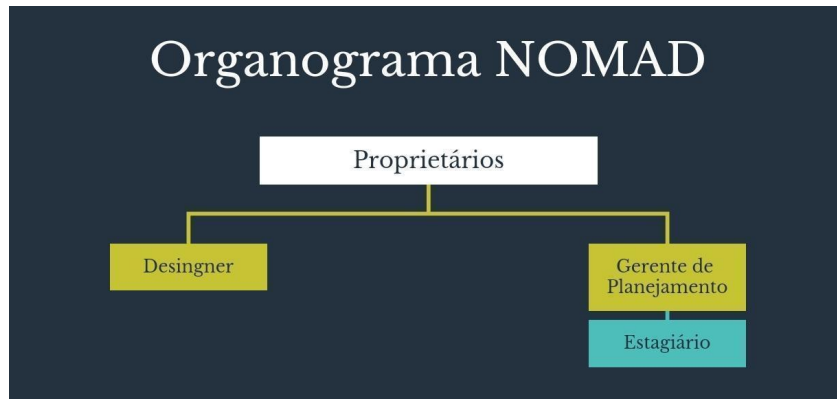 Organograma NOMAD
Proprietários
Desingner
Gerente de
Planejamento
Estagiário